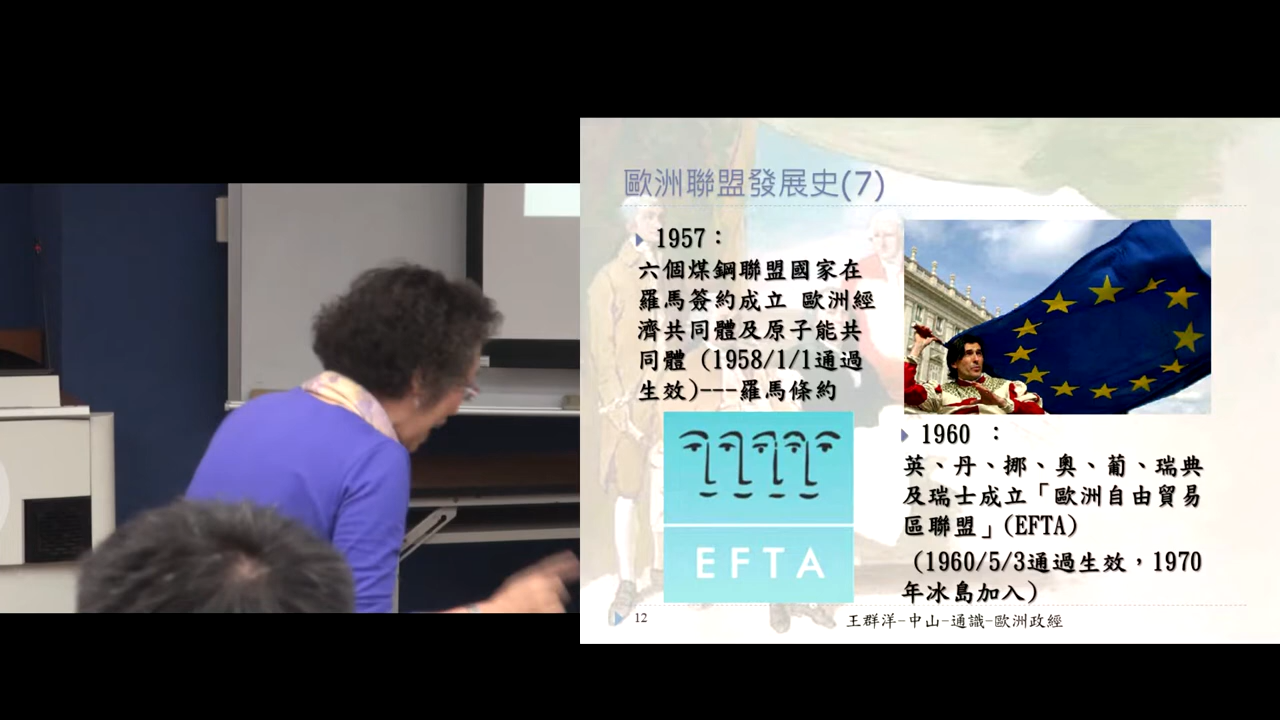 歐洲聯盟發展史(7)
1957：
六個煤鋼聯盟國家在
羅馬簽約成立 歐洲經
濟共同體及原子能共
同體 (1958/1/1通過
生效)---羅馬條約
EFTA
1960 ：
英、丹、挪、奧、葡、瑞典
及瑞士成立「歐洲自由貿易
區聯盟」(EFTA)
(1960/5/3通過生效，1970
年冰島加入)
12
王群洋-中山-通識-歐洲政經